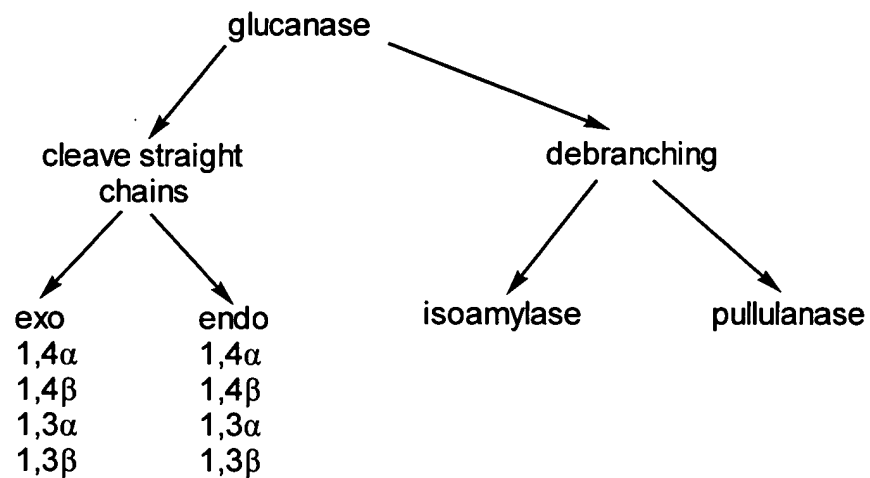 glucanase
cleave straight
chains
debranching
exo
1,4α
1,4β
1,3α
1,3β
endo
1,4α
1,4β
1,3α
1,3β
isoamylase
pullulanase